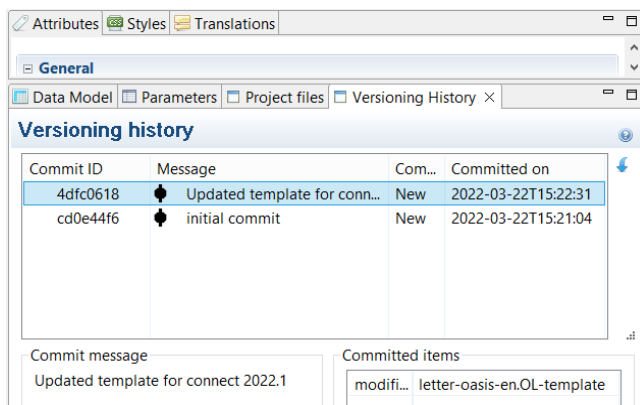 Attributes Styles Translations
General
Data Model Parameters Project files Versioning History
Versioning history
Commit ID Message Com... Committed on
4dfc0618 Updated template for conn... New 2022-03-22T15:22:31
cd0e44f6 initial commit New 2022-03-22T15:21:04
Commit message
Updated template for connect 2022.1
Committed items
modifi... letter-oasis-en.OL-template